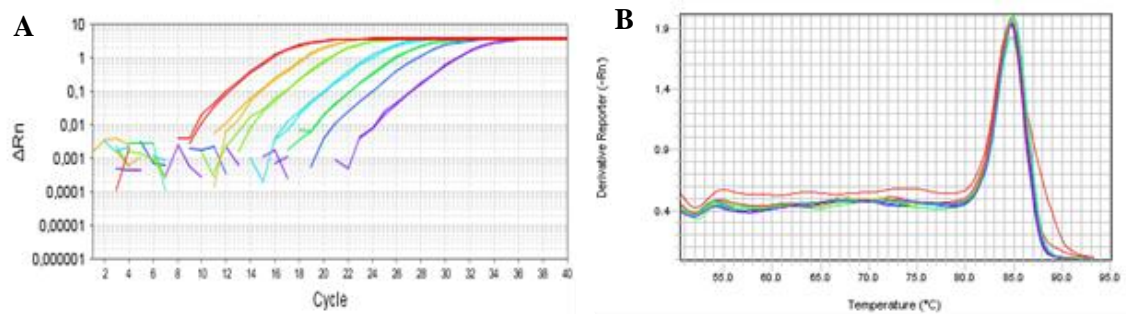 A
ΔRn
10
1
0,1
0,01
0,001
0,0001
0,00001
0,000001
2 4 6 8 10 12 14 16 18 20 22 24 26 28 30 32 34 36 38 40
Cycle
B
Derivative Reporter (-Rn)
1.9
1.4
0.9
0.4
55.0 60.0 65.0 70.0 75.0 80.0 85.0 90.0 95.0
Temperature (°C)